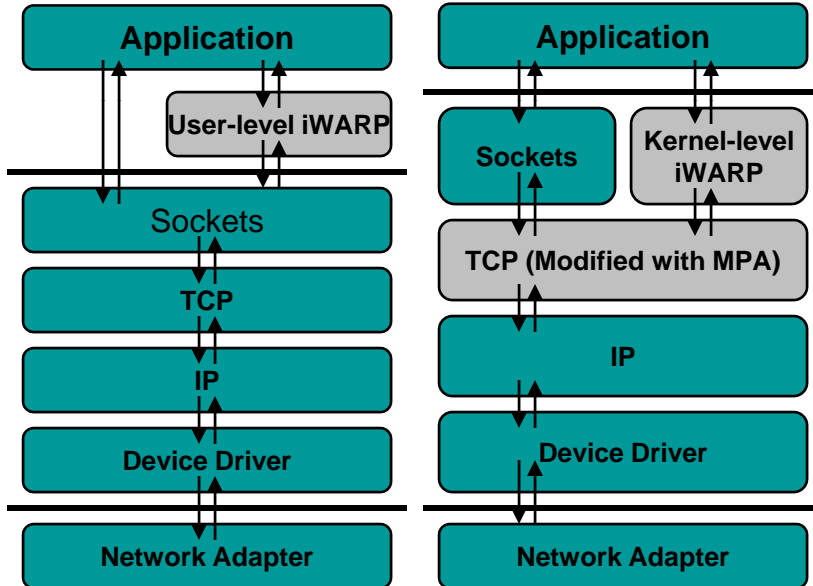 Application
User-level iWARP
Sockets
TCP
IP
Device Driver
Network Adapter
Application
Sockets
Kernel-level
iWARP
TCP (Modified with MPA)
IP
Device Driver
Network Adapter